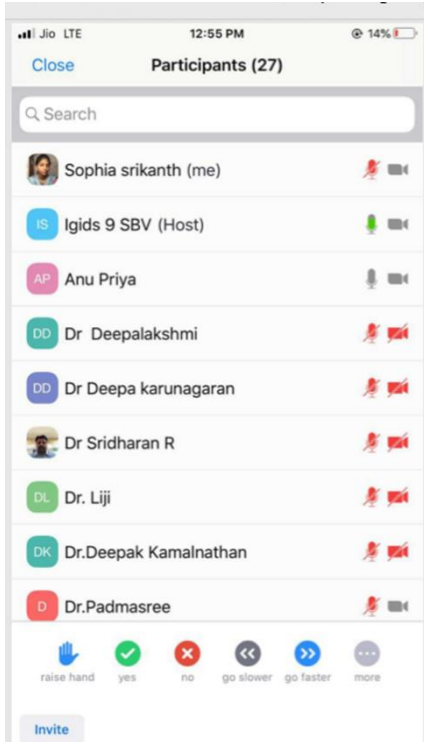 Jio LTE 12:55 PM 14%
Close Participants (27)
Search
Sophia srikanth (me)
IS Igids 9 SBV (Host)
AP Anu Priya
DD Dr Deepalakshmi
DD Dr Deepa karunagaran
Dr Sridharan R
DL Dr. Liji
DK Dr.Deepak Kamalnathan
D Dr.Padmasree
raise hand yes no go slower go faster more
Invite